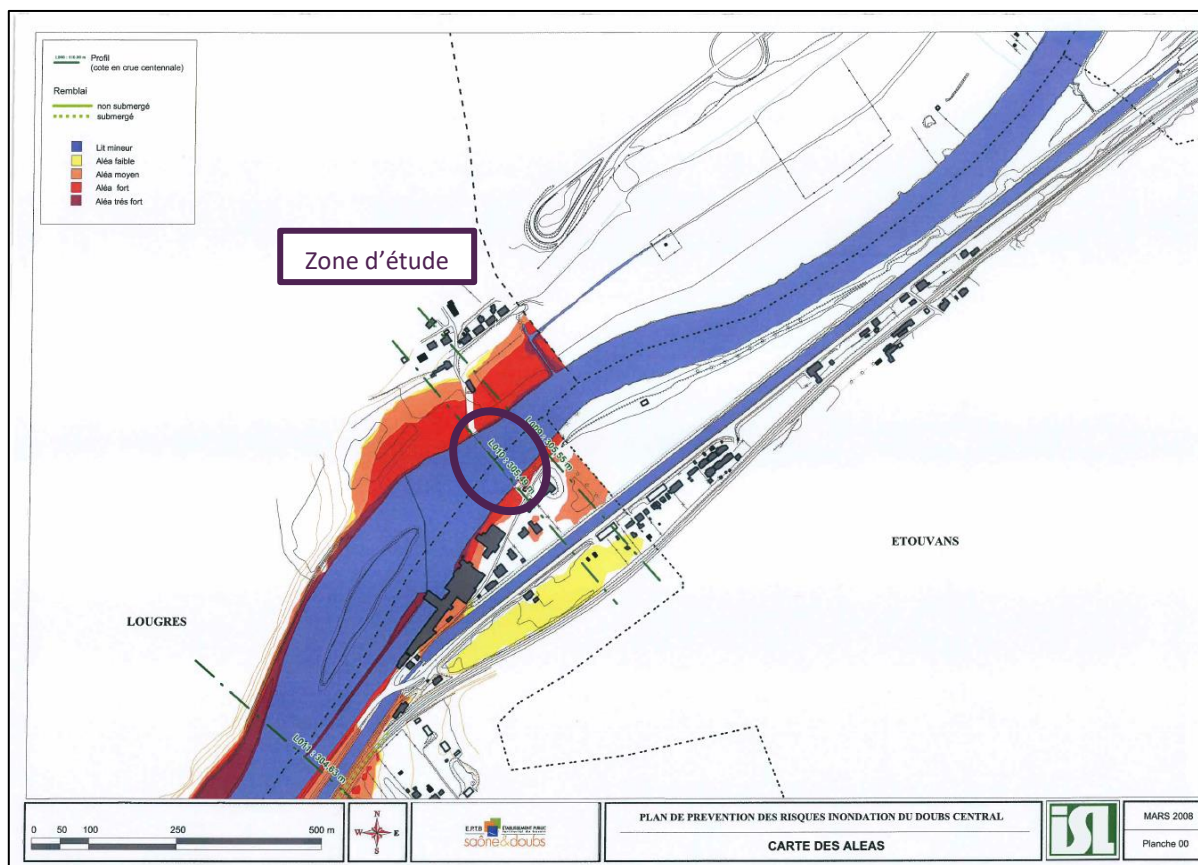 Profil
(cote en crue centennale)
Remblai
non submergé
submergé
Lit mineur
Aléa faible
Aléa moyen
Aléa fort
Aléa très fort
Zone d'étude
ETOUVANS
LOUGRES
0 50 100 250 500 m
W E
S
E.P.T.B
saône&doubs
PLAN DE PREVENTION DES RISQUES INONDATION DU DOUBS CENTRAL
CARTE DES ALEAS
isl
MARS 2008
Planche 00